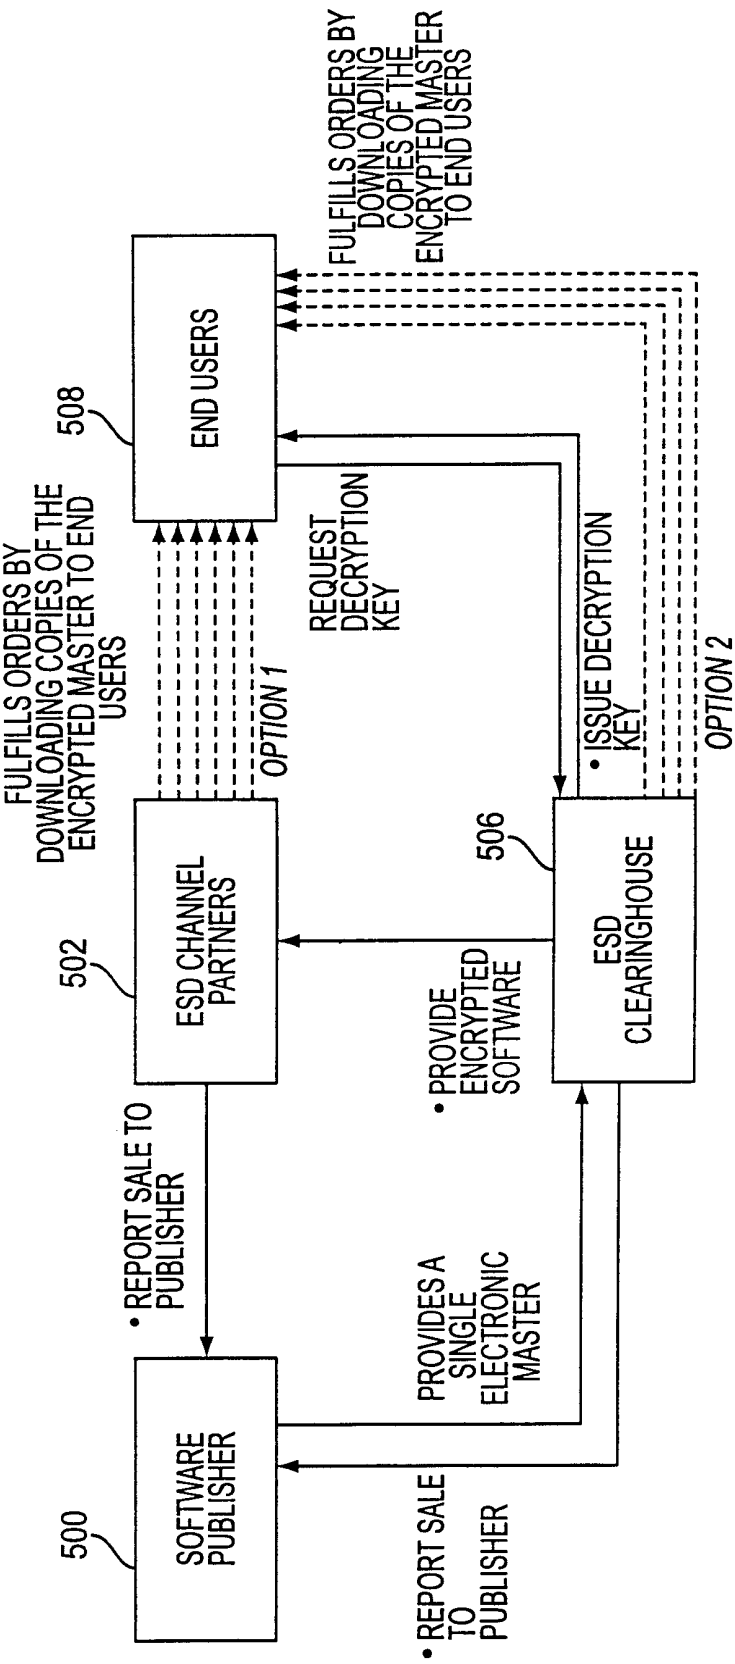 FULFILLS ORDERS BY
DOWNLOADING COPIES OF THE
ENCRYPTED MASTER TO END
USERS
500
SOFTWARE
PUBLISHER
• REPORT SALE TO
PUBLISHER
502
ESD CHANNEL
PARTNERS
OPTION 1
508
END USERS
• REPORT SALE
TO
PUBLISHER
PROVIDES A
SINGLE
ELECTRONIC
MASTER
• PROVIDE
ENCRYPTED
SOFTWARE
506
ESD
CLEARINGHOUSE
REQUEST
DECRYPTION
KEY
• ISSUE DECRYPTION
KEY
FULFILLS ORDERS BY
DOWNLOADING
COPIES OF THE
ENCRYPTED MASTER
TO END USERS
OPTION 2